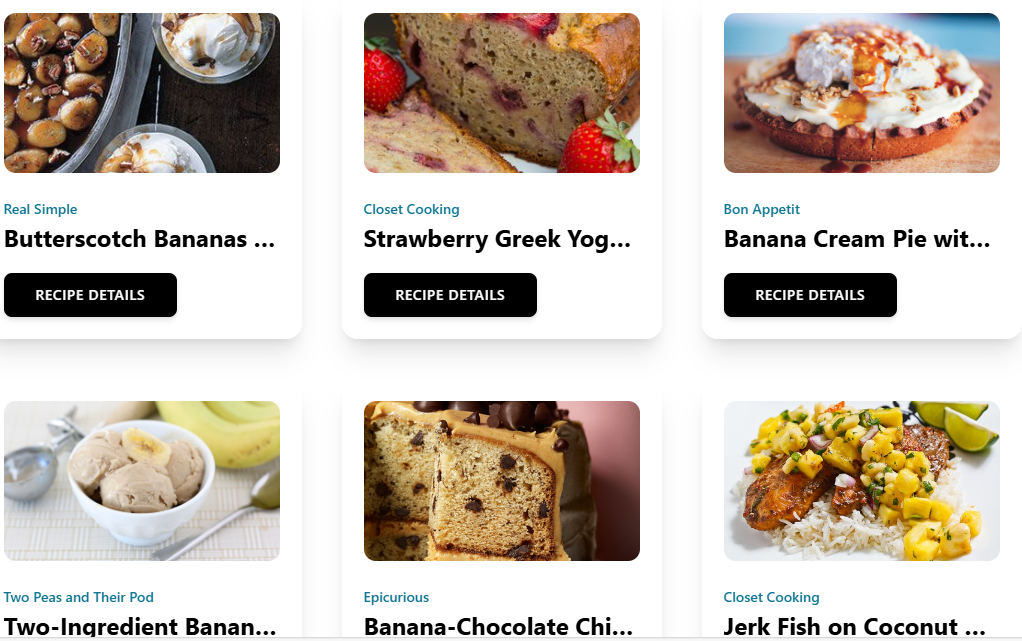 Real Simple
Butterscotch Bananas ...
RECIPE DETAILS
Closet Cooking
Strawberry Greek Yog...
RECIPE DETAILS
Bon Appetit
Banana Cream Pie wit...
RECIPE DETAILS
Two Peas and Their Pod
Two-Ingredient Banan...
Epicurious
Banana-Chocolate Chi...
Closet Cooking
Jerk Fish on Coconut ...